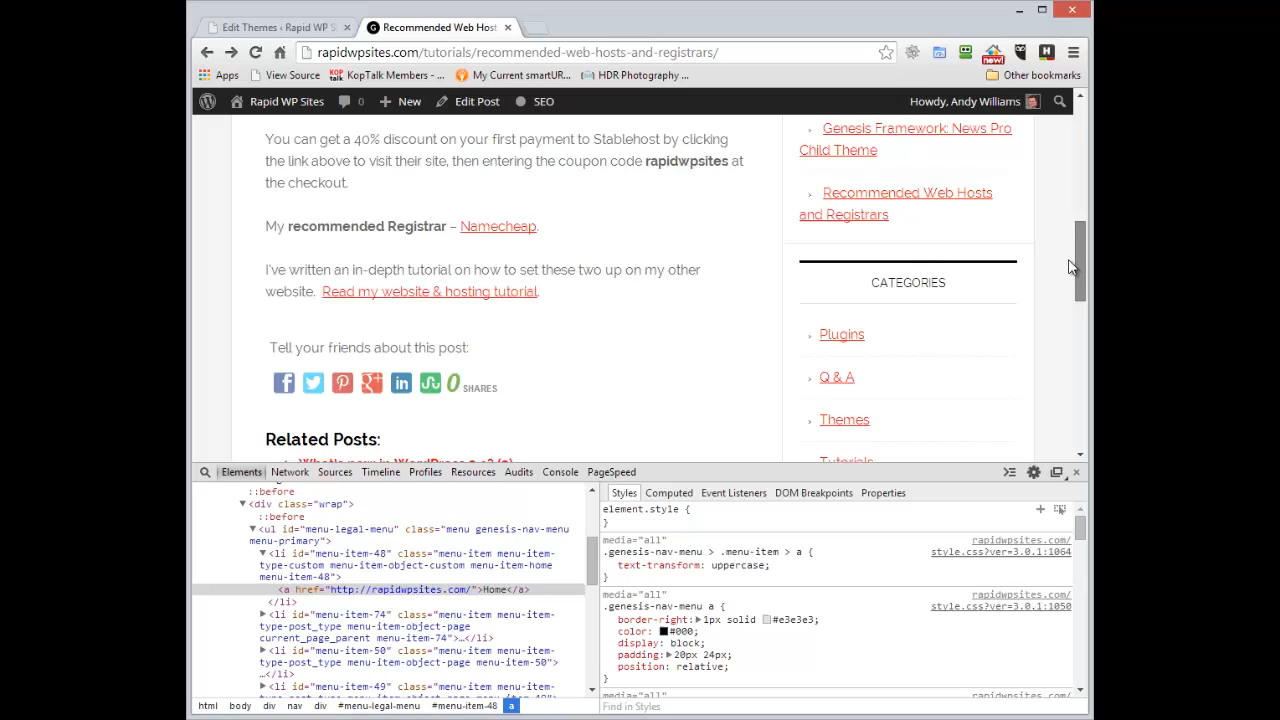 Edit Themes ‹ Rapid WP S
Recommended Web Host
rapidwpsites.com/tutorials/recommended-web-hosts-and-registrars/
now!
H
Apps
View Source
KOP talk
KopTalk Members - ...
My Current smartUR...
HDR Photography ...
Other bookmarks
Rapid WP Sites
0
New
Edit Post
SEO
Howdy, Andy Williams
You can get a 40% discount on your first payment to Stablehost by clicking
the link above to visit their site, then entering the coupon code rapidwpsites at
the checkout.
My recommended Registrar – Namecheap.
I've written an in-depth tutorial on how to set these two up on my other
website. Read my website & hosting tutorial.
Tell your friends about this post:
0 SHARES
Related Posts:
Genesis Framework: News Pro
Child Theme
Recommended Web Hosts
and Registrars
CATEGORIES
Plugins
Q & A
Themes
Tutorials
Elements Network Sources Timeline Profiles Resources Audits Console PageSpeed
::before
<div class="wrap">
::before
<ul id="menu-legal-menu" class="menu genesis-nav-menu
menu-primary">
<li id="menu-item-48" class="menu-item menu-item-
type-custom menu-item-object-custom menu-item-home
menu-item-48">
<a href="http://rapidwpsites.com/">Home</a>
</li>
<li id="menu-item-74" class="menu-item menu-item-
type-post_type menu-item-object-page
current_page_parent menu-item-74">…</li>
<li id="menu-item-50" class="menu-item menu-item-
type-post_type menu-item-object-page menu-item-50">
…</li>
<li id="menu-item-49" class="menu-item menu-item-
html body div nav div #menu-legal-menu #menu-item-48 a
Styles Computed Event Listeners DOM Breakpoints Properties
element.style {
}
media="all" rapidwpsites.com/
.genesis-nav-menu > .menu-item > a { style.css?ver=3.0.1:1064
text-transform: uppercase;
}
media="all" rapidwpsites.com/
.genesis-nav-menu a { style.css?ver=3.0.1:1050
border-right: 1px solid #e3e3e3;
color: #000;
display: block;
padding: 20px 24px;
position: relative;
}
media="all" rapidwpsites.com/
Find in Styles